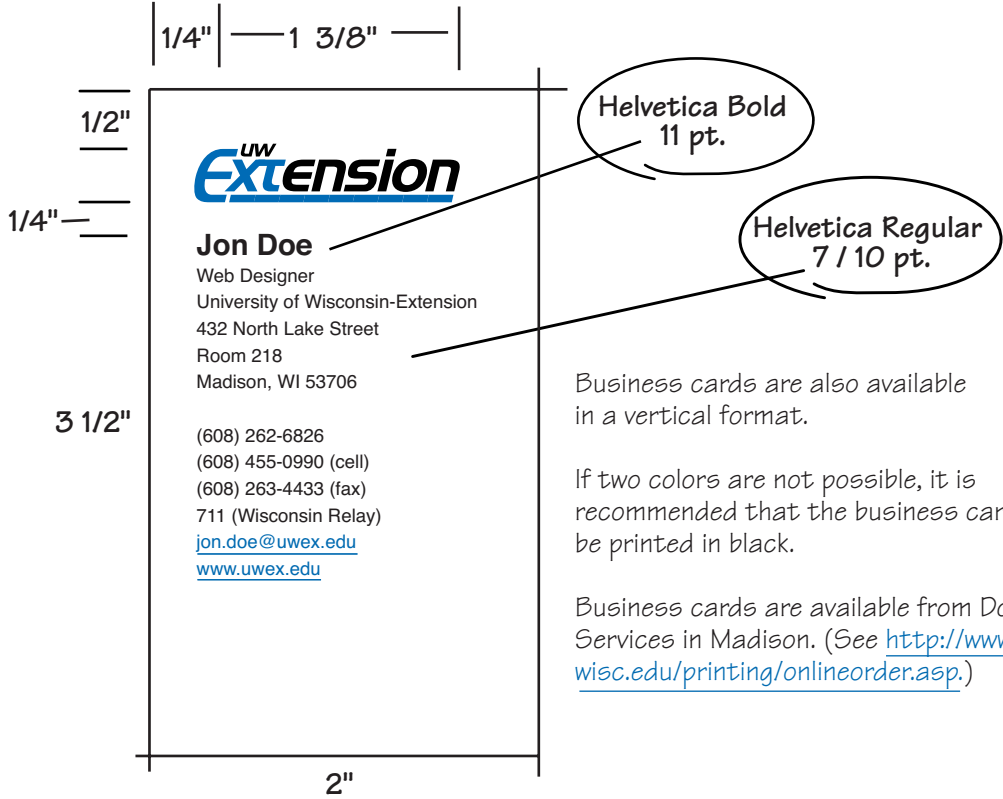 1/4" 1 3/8"
1/2"
1/4"
3 1/2"
2"
UW
Extension
Jon Doe
Web Designer
University of Wisconsin-Extension
432 North Lake Street
Room 218
Madison, WI 53706
(608) 262-6826
(608) 455-0990 (cell)
(608) 263-4433 (fax)
711 (Wisconsin Relay)
jon.doe@uwex.edu
www.uwex.edu
Helvetica Bold
11 pt.
Helvetica Regular
7 / 10 pt.
Business cards are also available
in a vertical format.
If two colors are not possible, it is
recommended that the business
be printed in black.
Business cards are available from
Services in Madison. (See http://www
wisc.edu/printing/onlineorder.asp.)